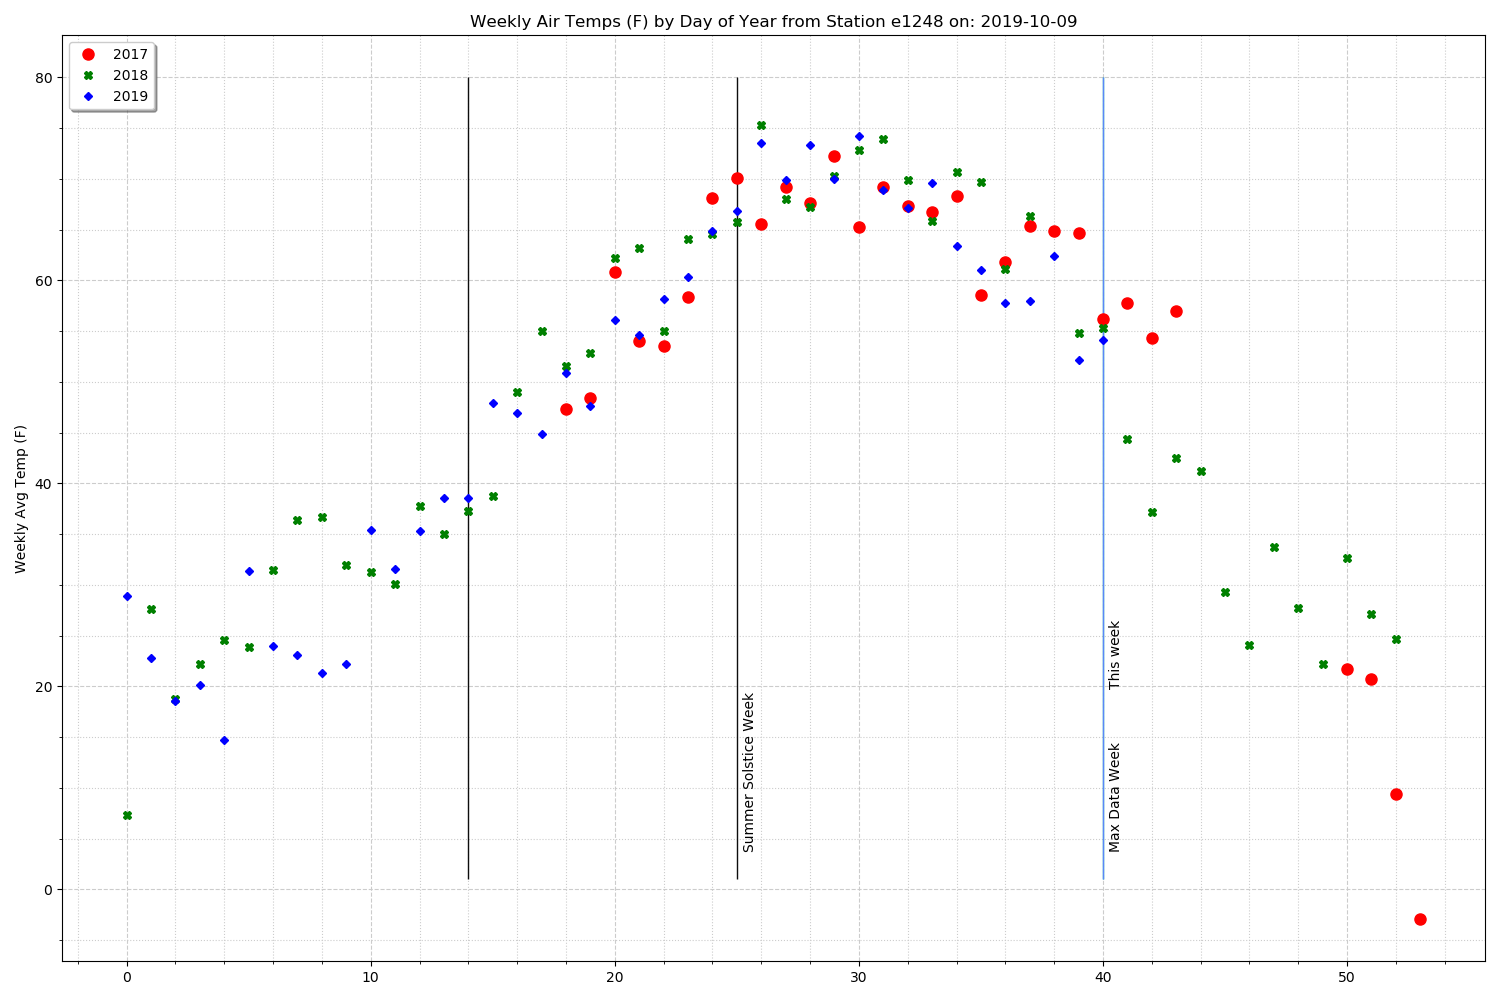 Weekly Air Temps (F) by Day of Year from Station e1248 on: 2019-10-09
2017
2018
2019
80
60
40
20
0
Weekly Avg Temp (F)
Summer Solstice Week
This week
Max Data Week
0
10
20
30
40
50